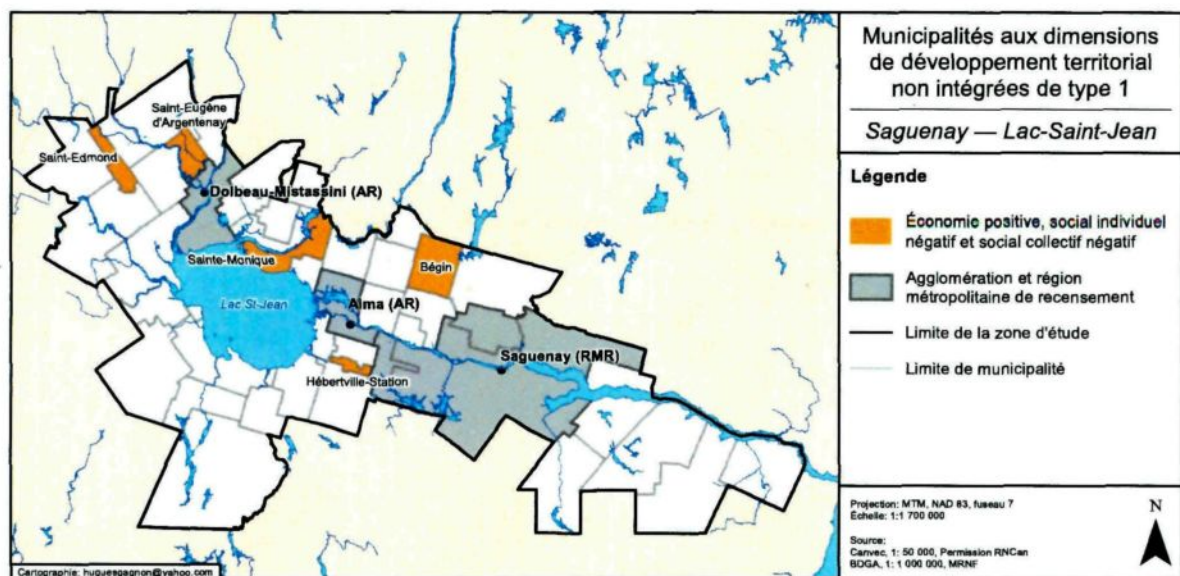 Municipalités aux dimensions
de développement territorial
non intégrées de type 1
Saguenay — Lac-Saint-Jean
Légende
Économie positive, social individuel
négatif et social collectif négatif
Agglomération et région
métropolitaine de recensement
Limite de la zone d'étude
Limite de municipalité
Projection: MTM, NAD 83, fuseau 7
Échelle: 1:1 700 000
Source:
Canvec, 1: 50 000, Permission RNCan
BDGA, 1: 1 000 000, MRNF
N
Saint-Eugène
d'Argentenay
Saint-Edmond
Dolbeau-Mistassini (AR)
Sainte-Monique
Bégin
Lac St-Jean
Alma (AR)
Saguenay (RMR)
Hébertville-Station
Cartographie: huguesgagnon@yahoo.com